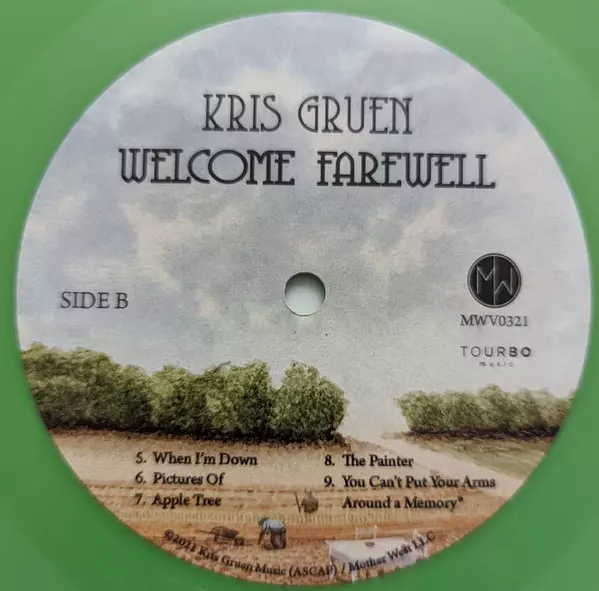 KRIS GRUEN
WELCOME FAREWELL
SIDE B
MW
MWV0321
TOURBO
music
5. When I'm Down
6. Pictures Of
7. Apple Tree
8. The Painter
9. You Can't Put Your Arms
Around a Memory*
©2021 Kris Gruen Music (ASCAP) / Mother West LLC